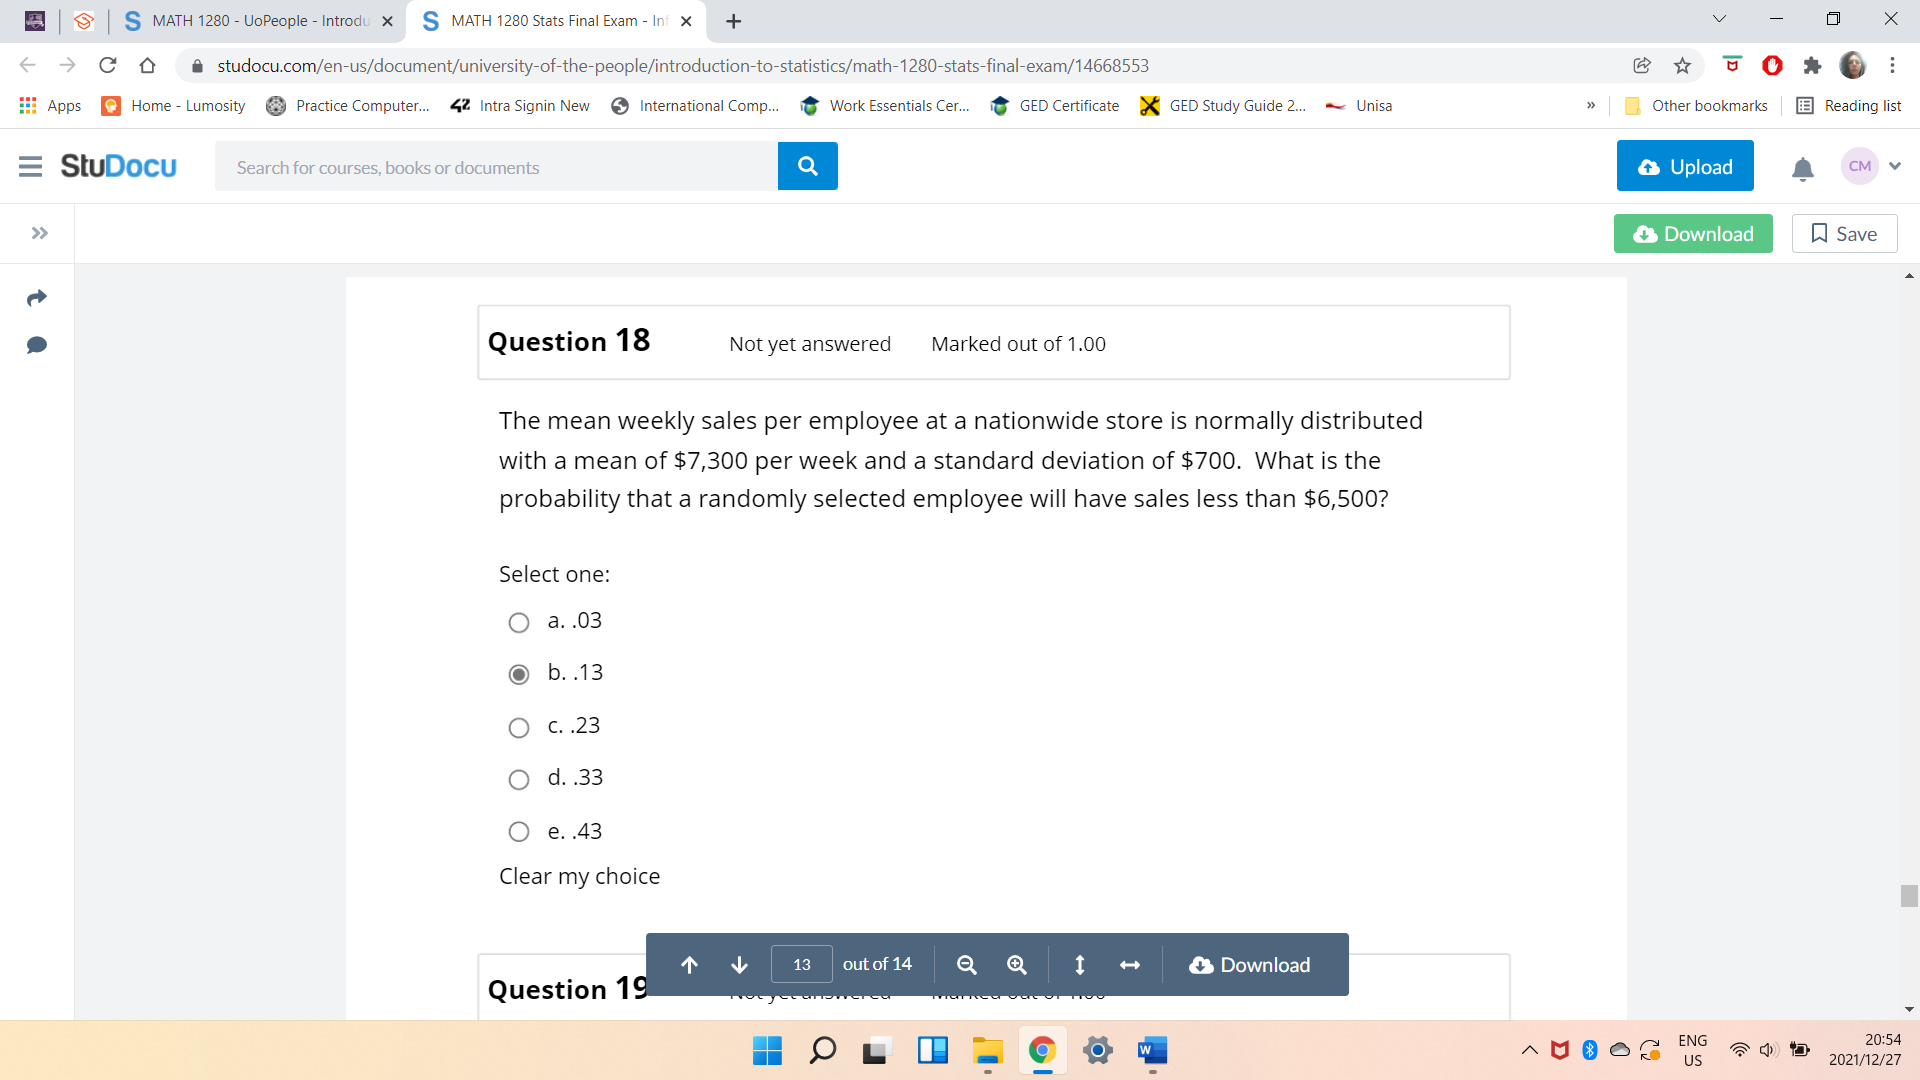 MATH 1280 - UoPeople - Introdu
MATH 1280 Stats Final Exam - Inf
studocu.com/en-us/document/university-of-the-people/introduction-to-statistics/math-1280-stats-final-exam/14668553
Apps
Home - Lumosity
Practice Computer...
Intra Signin New
International Comp...
Work Essentials Cer...
GED Certificate
GED Study Guide 2...
Unisa
»
Other bookmarks
Reading list
StuDocu
Search for courses, books or documents
Upload
CM
Download
Save
Question 18 Not yet answered Marked out of 1.00
The mean weekly sales per employee at a nationwide store is normally distributed
with a mean of $7,300 per week and a standard deviation of $700. What is the
probability that a randomly selected employee will have sales less than $6,500?
Select one:
a. .03
b. .13
c. .23
d. .33
e. .43
Clear my choice
13 out of 14 Download
Question 19
ENG
US
20:54
2021/12/27